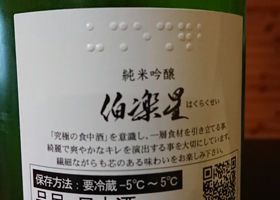 純米吟醸
伯楽星 はくらくせい
「究極の食中酒」を意識し、一層食材を引き立てる事、
綺麗で爽やかなキレを演出する事を大切にしています。
繊細ながらも芯のある味わいをお楽しみ下さい。
保存方法:要冷蔵-5℃~5℃